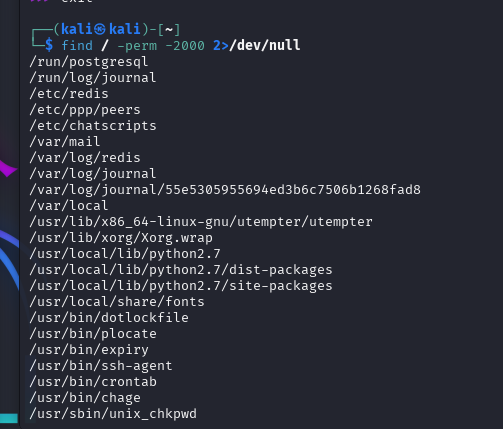 ┌──(kali㉿kali)-[~]
└─$ find / -perm -2000 2>/dev/null
/run/postgresql
/run/log/journal
/etc/redis
/etc/ppp/peers
/etc/chatscripts
/var/mail
/var/log/redis
/var/log/journal
/var/log/journal/55e5305955694ed3b6c7506b1268fad8
/var/local
/usr/lib/x86_64-linux-gnu/utempter/utempter
/usr/lib/xorg/Xorg.wrap
/usr/local/lib/python2.7
/usr/local/lib/python2.7/dist-packages
/usr/local/lib/python2.7/site-packages
/usr/local/share/fonts
/usr/bin/dotlockfile
/usr/bin/plocate
/usr/bin/expiry
/usr/bin/ssh-agent
/usr/bin/crontab
/usr/bin/chage
/usr/sbin/unix_chkpwd